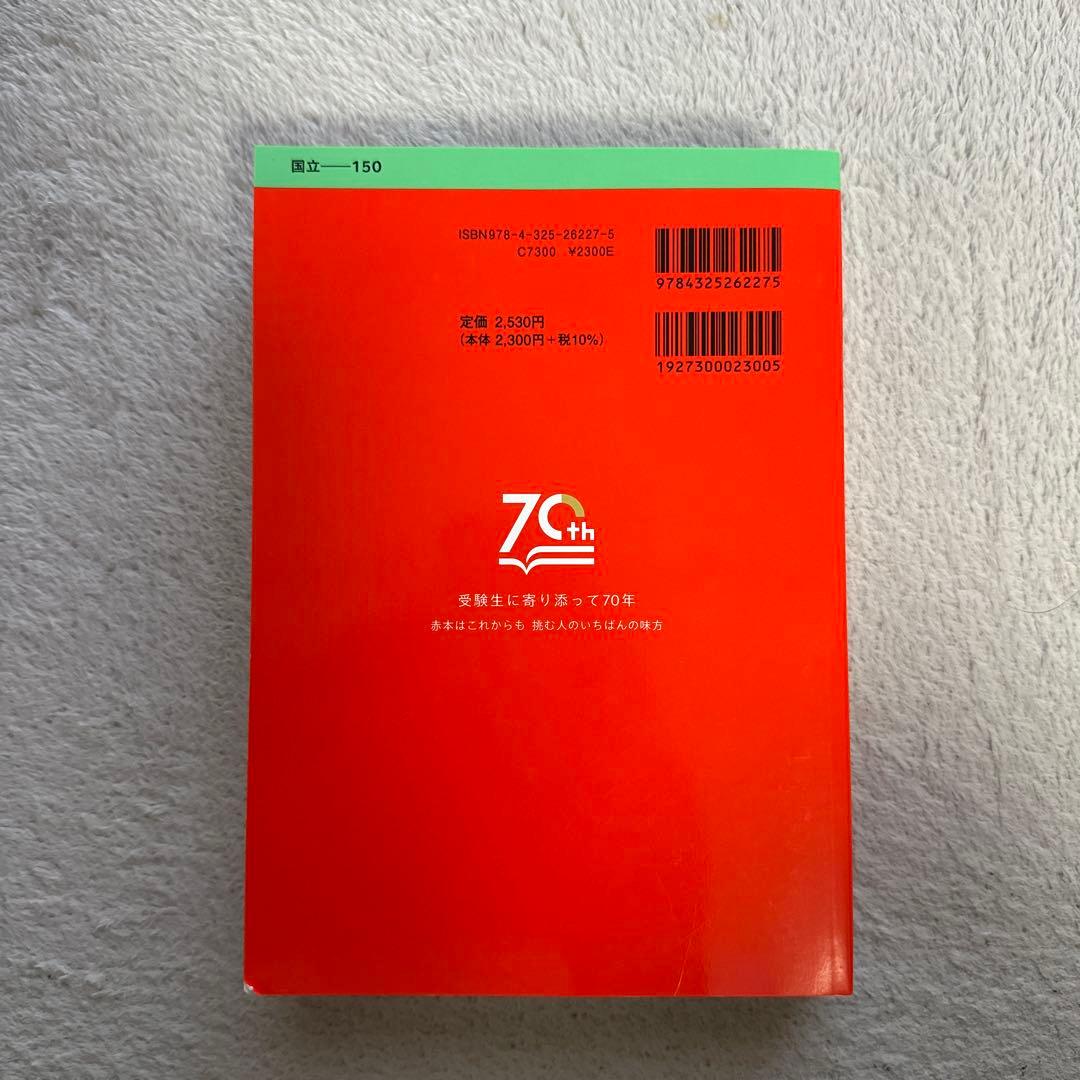 国立──150
ISBN978-4-325-26227-5
C7300 ¥2300E
9784325262275
定価 2,530円
(本体 2,300円+税10%)
1927300023005
70th
受験生に寄り添って70年
赤本はこれからも 挑む人のいちばんの味方